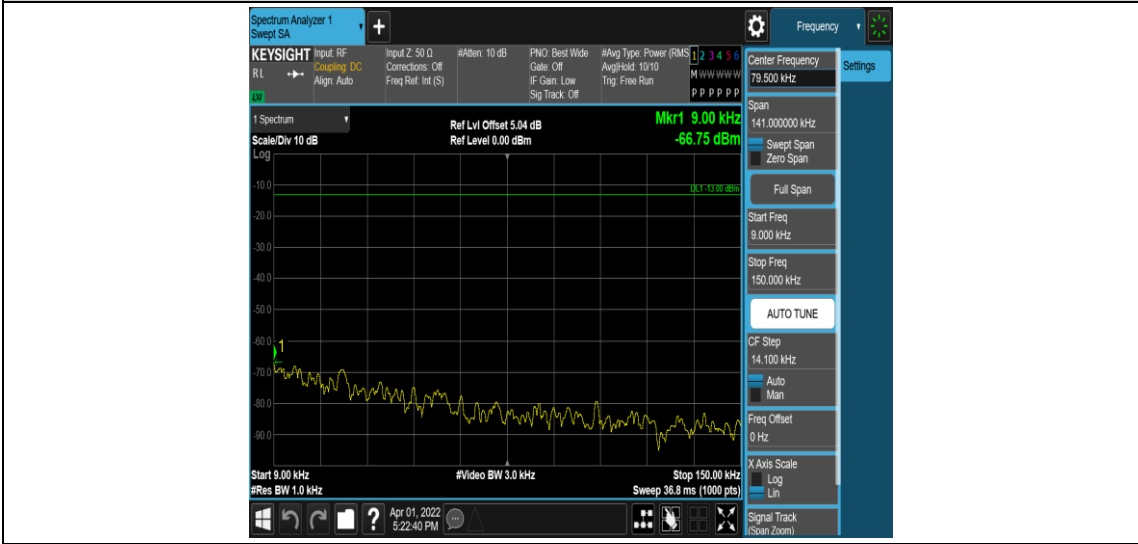 Spectrum Analyzer 1
Swept SA
+
Frequency
KEYSIGHT
RL
LXI
Input: RF
Coupling: DC
Align: Auto
Input Z: 50 Ω
Corrections: Off
Freq Ref: Int (S)
#Atten: 10 dB
PNO: Best Wide
Gate: Off
IF Gain: Low
Sig Track: Off
#Avg Type: Power (RMS
Avg|Hold: 10/10
Trig: Free Run
1 2 3 4 5 6
M W W W W W
P P P P P P
1 Spectrum
Scale/Div 10 dB
Log
Ref Lvl Offset 5.04 dB
Ref Level 0.00 dBm
Mkr1 9.00 kHz
-66.75 dBm
DL1 -13.00 dBm
-10.0
-20.0
-30.0
-40.0
-50.0
-60.0
1
-70.0
-80.0
-90.0
Start 9.00 kHz
#Res BW 1.0 kHz
#Video BW 3.0 kHz
Stop 150.00 kHz
Sweep 36.8 ms (1000 pts)
?
Apr 01, 2022
5:22:40 PM
Center Frequency
79.500 kHz
Settings
Span
141.000000 kHz
Swept Span
Zero Span
Full Span
Start Freq
9.000 kHz
Stop Freq
150.000 kHz
AUTO TUNE
CF Step
14.100 kHz
Auto
Man
Freq Offset
0 Hz
X Axis Scale
Log
Lin
Signal Track
(Span Zoom)